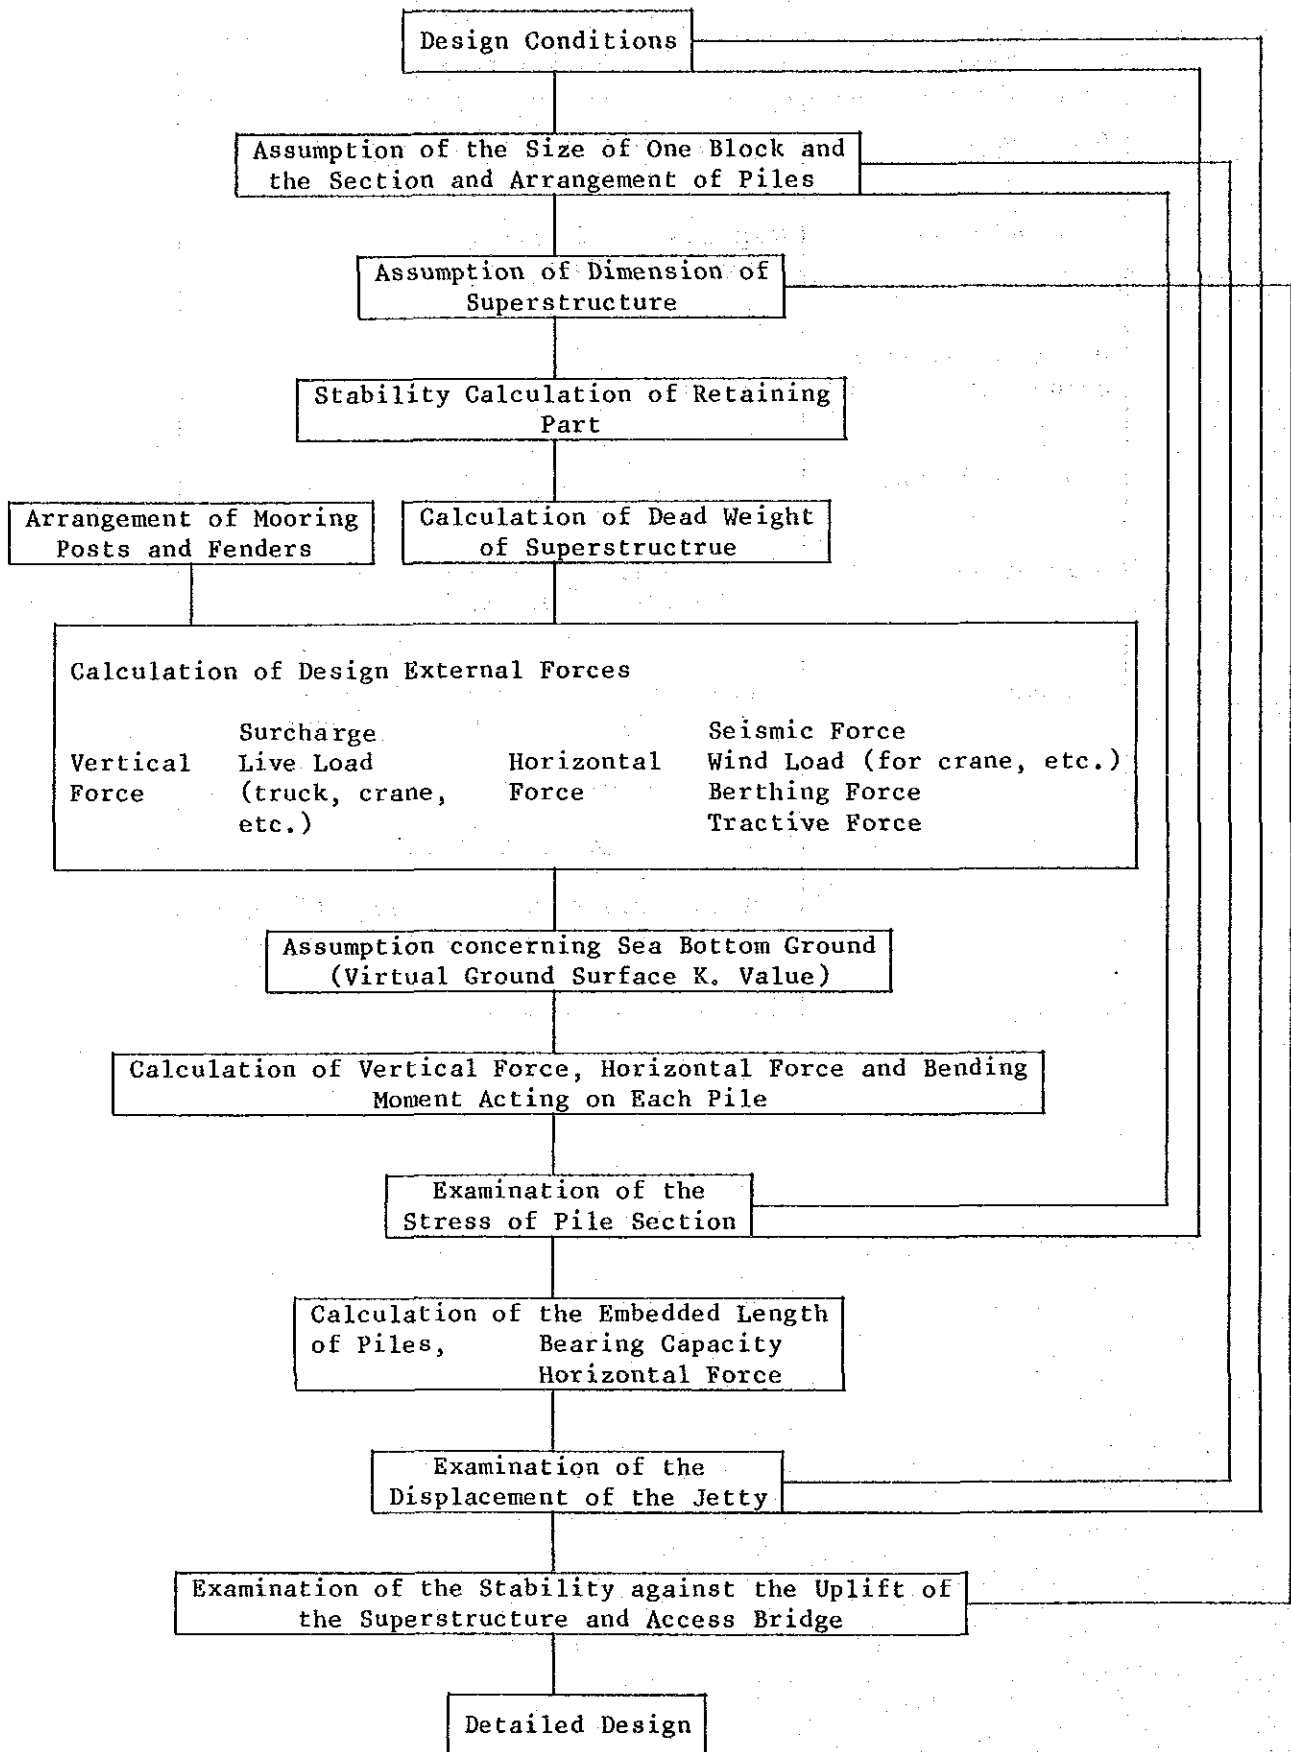 Design Conditions
Assumption of the Size of One Block and
the Section and Arrangement of Piles
Assumption of Dimension of
Superstructure
Stability Calculation of Retaining
Part
Arrangement of Mooring
Posts and Fenders
Calculation of Dead Weight
of Superstructrue
Calculation of Design External Forces
Vertical
Force
Surcharge
Live Load
(truck, crane,
etc.)
Horizontal
Force
Seismic Force
Wind Load (for crane, etc.)
Berthing Force
Tractive Force
Assumption concerning Sea Bottom Ground
(Virtual Ground Surface K. Value)
Calculation of Vertical Force, Horizontal Force and Bending
Moment Acting on Each Pile
Examination of the
Stress of Pile Section
Calculation of the Embedded Length
of Piles, Bearing Capacity
Horizontal Force
Examination of the
Displacement of the Jetty
Examination of the Stability against the Uplift of
the Superstructure and Access Bridge
Detailed Design